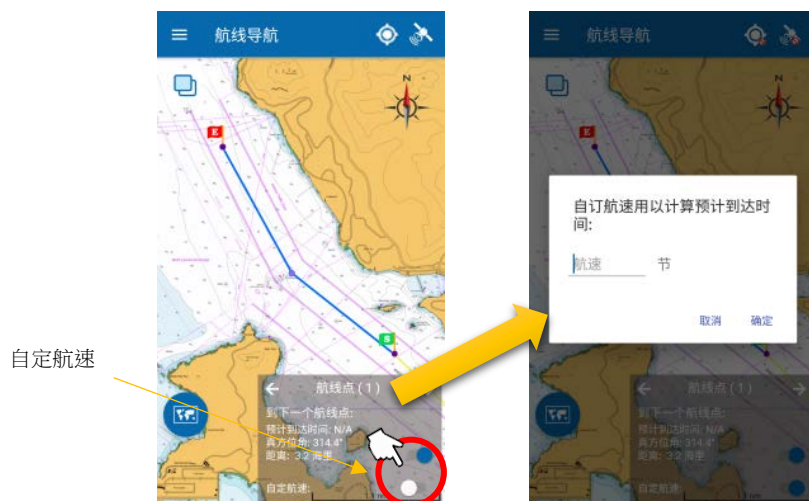 航线导航
N
E
S
航线点(1)
到下一个航线点:
预计到达时间: N/A
真方位角: 314.4°
距离: 3.2 海里
自定航速:
自定航速
航线导航
N
E
自订航速用以计算预计到达时
间:
航速 节
取消 确定
航线点(1)
到下一个航线点:
预计到达时间: N/A
真方位角: 314.4°
距离: 3.2 海里
自定航速: